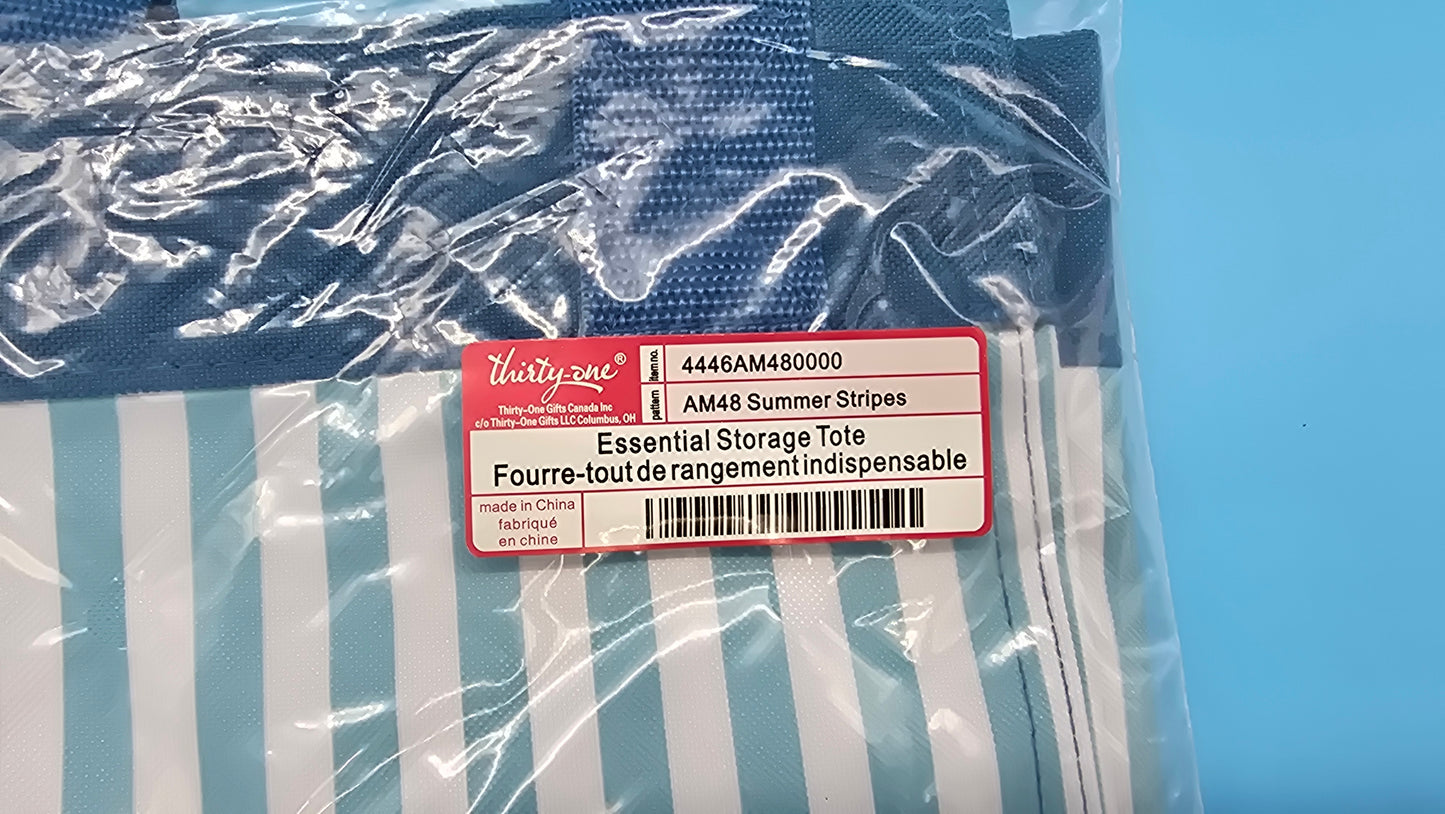 thirty-one®
Thirty-One Gifts Canada Inc
c/o Thirty-One Gifts LLC Columbus, OH
item no.
4446AM480000
pattern
AM48 Summer Stripes
Essential Storage Tote
Fourre-tout de rangement indispensable
made in China
fabriqué
en chine